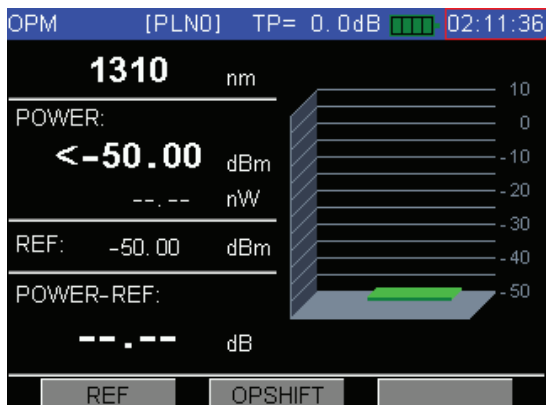 OPM [PLN0] TP= 0.0dB 02:11:36
1310 nm
POWER:
<-50.00 dBm
--.-- nW
REF: -50.00 dBm
POWER-REF:
--.-- dB
10
0
-10
-20
-30
-40
-50
REF OPSHIFT